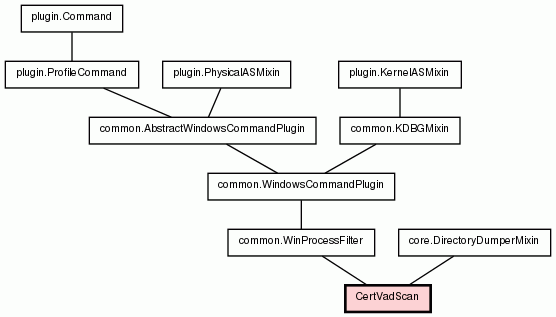 plugin.Command
plugin.ProfileCommand
plugin.PhysicalASMixin
plugin.KernelASMixin
common.AbstractWindowsCommandPlugin
common.KDBGMixin
common.WindowsCommandPlugin
common.WinProcessFilter
core.DirectoryDumperMixin
CertVadScan